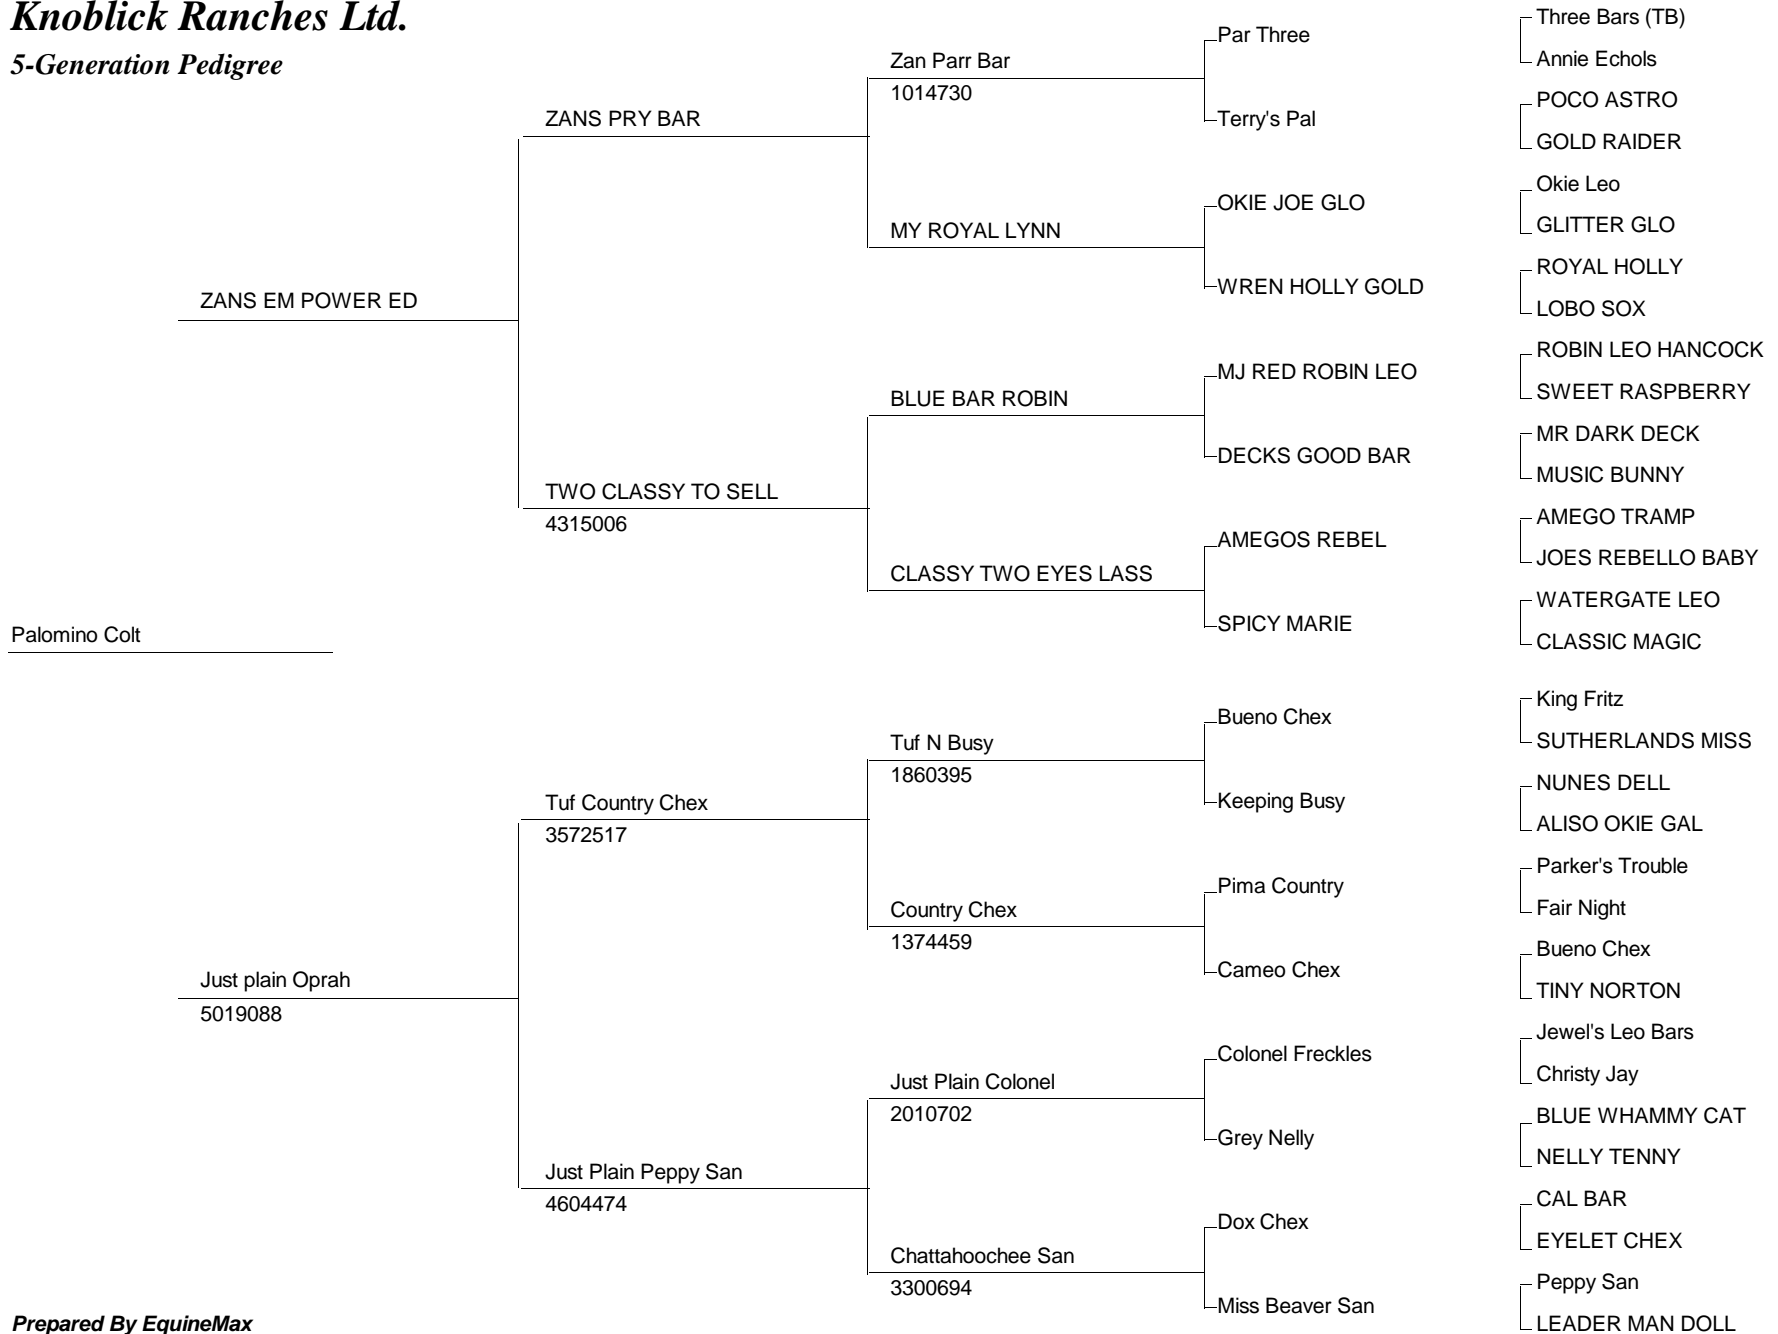 Knoblick Ranches Ltd.
5-Generation Pedigree
Palomino Colt
ZANS EM POWER ED
Just plain Oprah
5019088
ZANS PRY BAR
TWO CLASSY TO SELL
4315006
Tuf Country Chex
3572517
Just Plain Peppy San
4604474
Zan Parr Bar
1014730
MY ROYAL LYNN
BLUE BAR ROBIN
CLASSY TWO EYES LASS
Tuf N Busy
1860395
Country Chex
1374459
Just Plain Colonel
2010702
Chattahoochee San
3300694
Par Three
Terry's Pal
OKIE JOE GLO
WREN HOLLY GOLD
MJ RED ROBIN LEO
DECKS GOOD BAR
AMEGOS REBEL
SPICY MARIE
Bueno Chex
Keeping Busy
Pima Country
Cameo Chex
Colonel Freckles
Grey Nelly
Dox Chex
Miss Beaver San
Three Bars (TB)
Annie Echols
POCO ASTRO
GOLD RAIDER
Okie Leo
GLITTER GLO
ROYAL HOLLY
LOBO SOX
ROBIN LEO HANCOCK
SWEET RASPBERRY
MR DARK DECK
MUSIC BUNNY
AMEGO TRAMP
JOES REBELLO BABY
WATERGATE LEO
CLASSIC MAGIC
King Fritz
SUTHERLANDS MISS
NUNES DELL
ALISO OKIE GAL
Parker's Trouble
Fair Night
Bueno Chex
TINY NORTON
Jewel's Leo Bars
Christy Jay
BLUE WHAMMY CAT
NELLY TENNY
CAL BAR
EYELET CHEX
Peppy San
LEADER MAN DOLL
Prepared By EquineMax